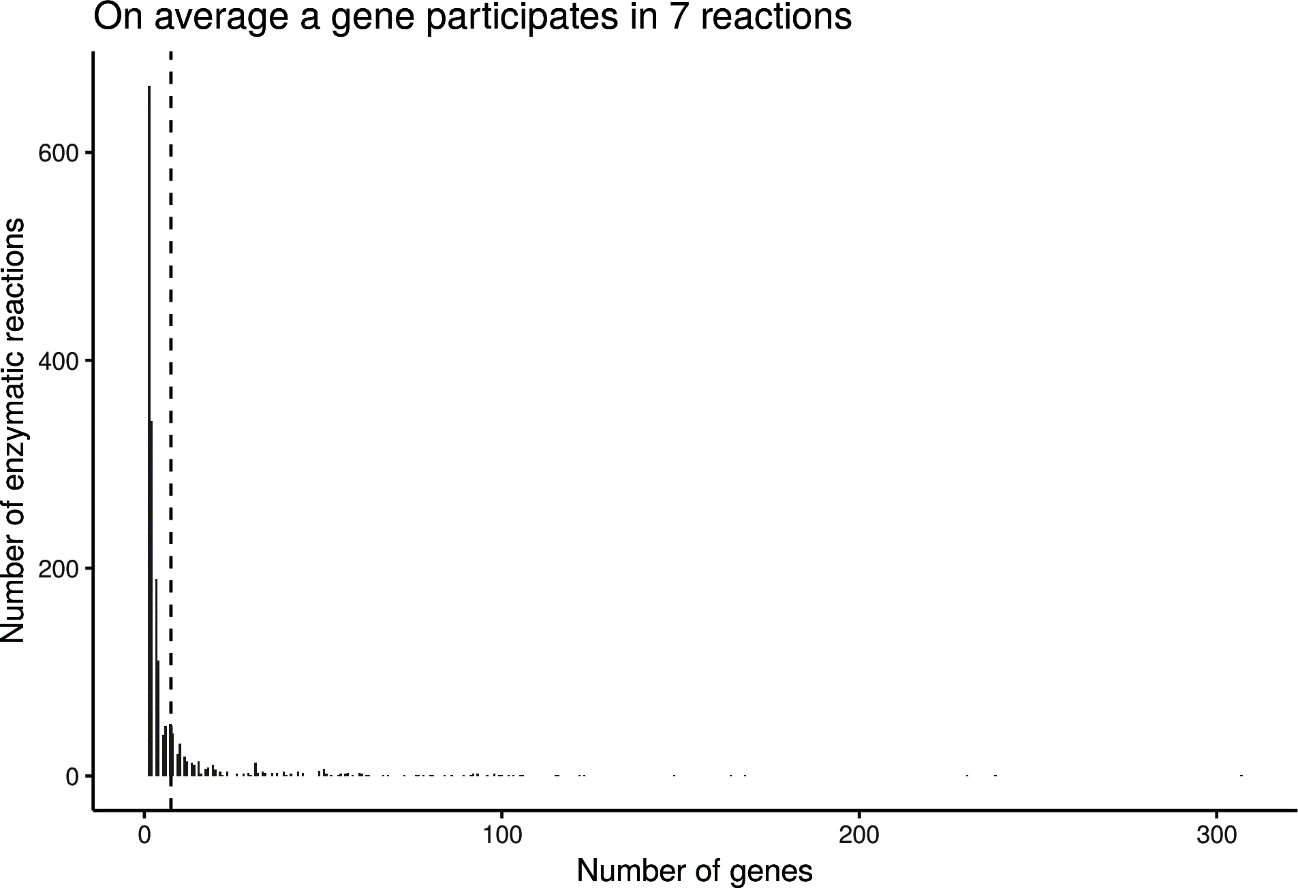 On average a gene participates in 7 reactions
Number of enzymatic reactions
600
400
200
0
0 100 200 300
Number of genes